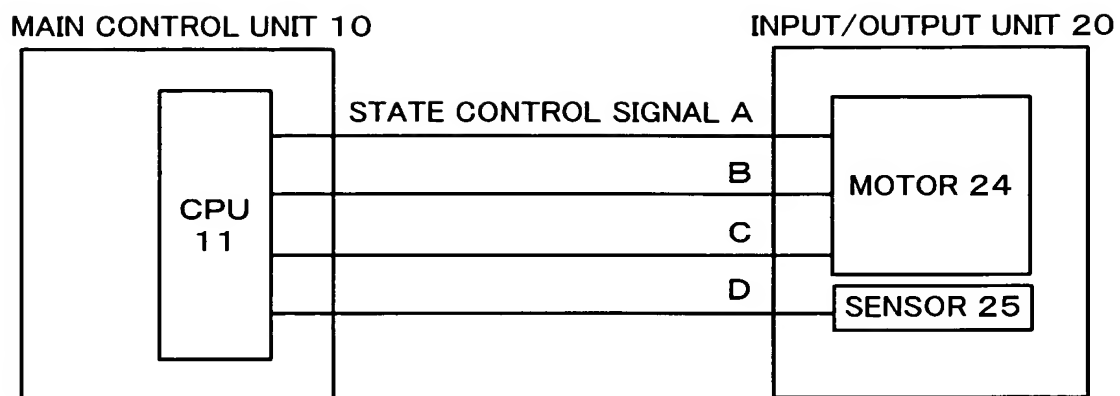 MAIN CONTROL UNIT 10
INPUT/OUTPUT UNIT 20
STATE CONTROL SIGNAL A
B
C
D
CPU
11
MOTOR 24
SENSOR 25